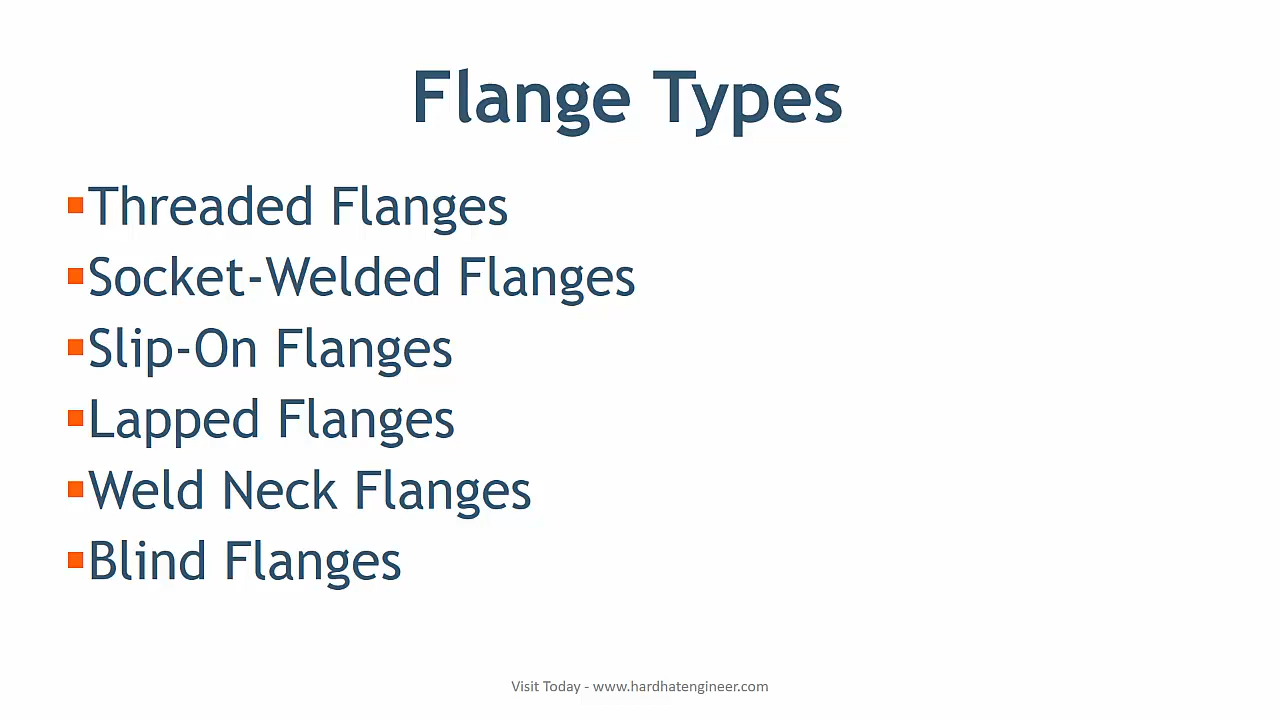 Flange Types
▪Threaded Flanges
▪Socket-Welded Flanges
▪Slip-On Flanges
▪Lapped Flanges
▪Weld Neck Flanges
▪Blind Flanges
Visit Today - www.hardhatengineer.com